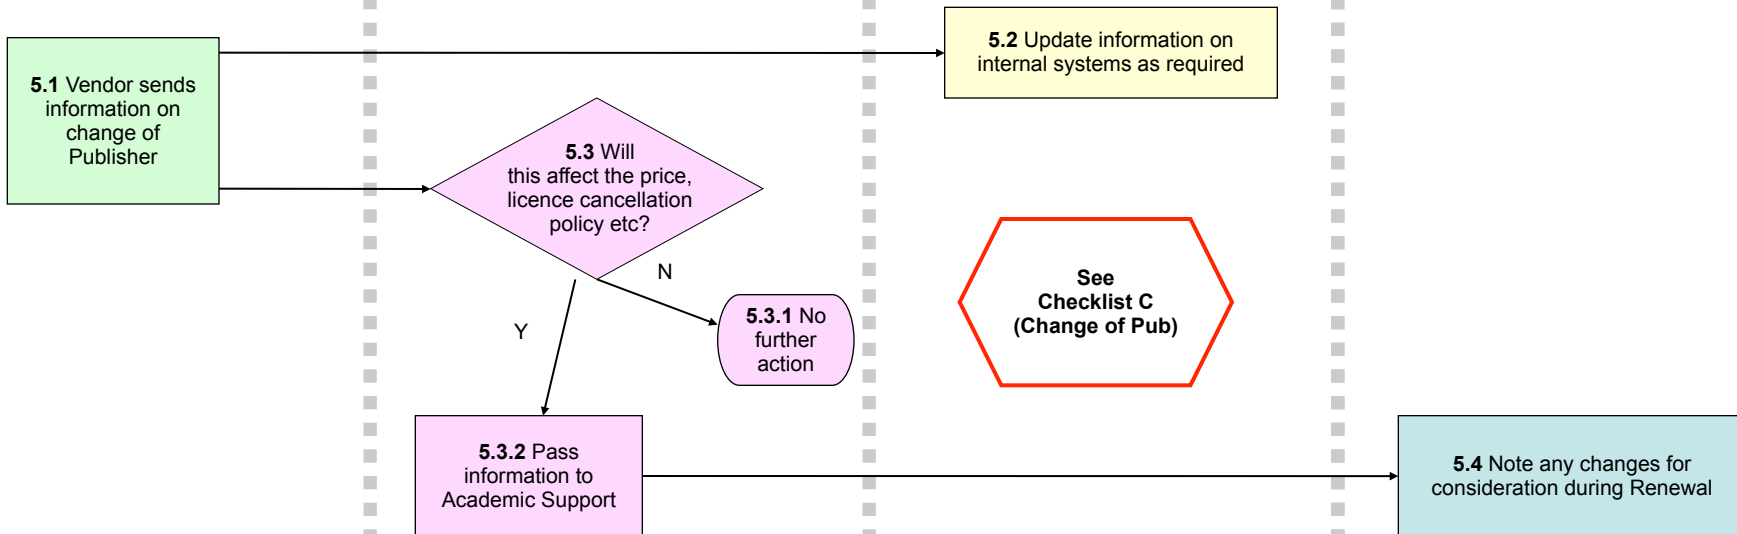 5.1 Vendor sends
information on
change of
Publisher
5.2 Update information on
internal systems as required
5.3 Will
this affect the price,
licence cancellation
policy etc?
N
Y
5.3.1 No
further
action
See
Checklist C
(Change of Pub)
5.3.2 Pass
information to
Academic Support
5.4 Note any changes for
consideration during Renewal